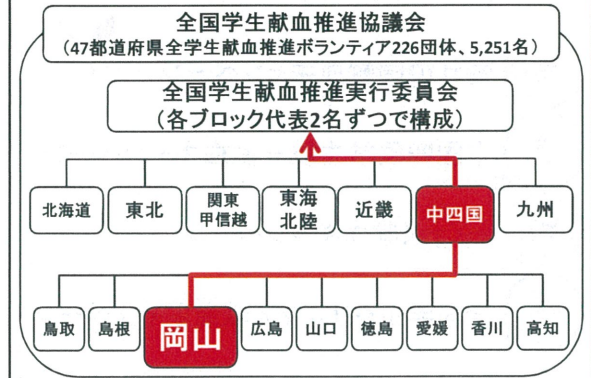 全国学生献血推進協議会
（47都道府県全学生献血推進ボランティア226団体、5,251名）
全国学生献血推進実行委員会
（各ブロック代表2名ずつで構成）
北海道
東北
関東
甲信越
東海
北陸
近畿
中四国
九州
鳥取
島根
岡山
広島
山口
徳島
愛媛
香川
高知